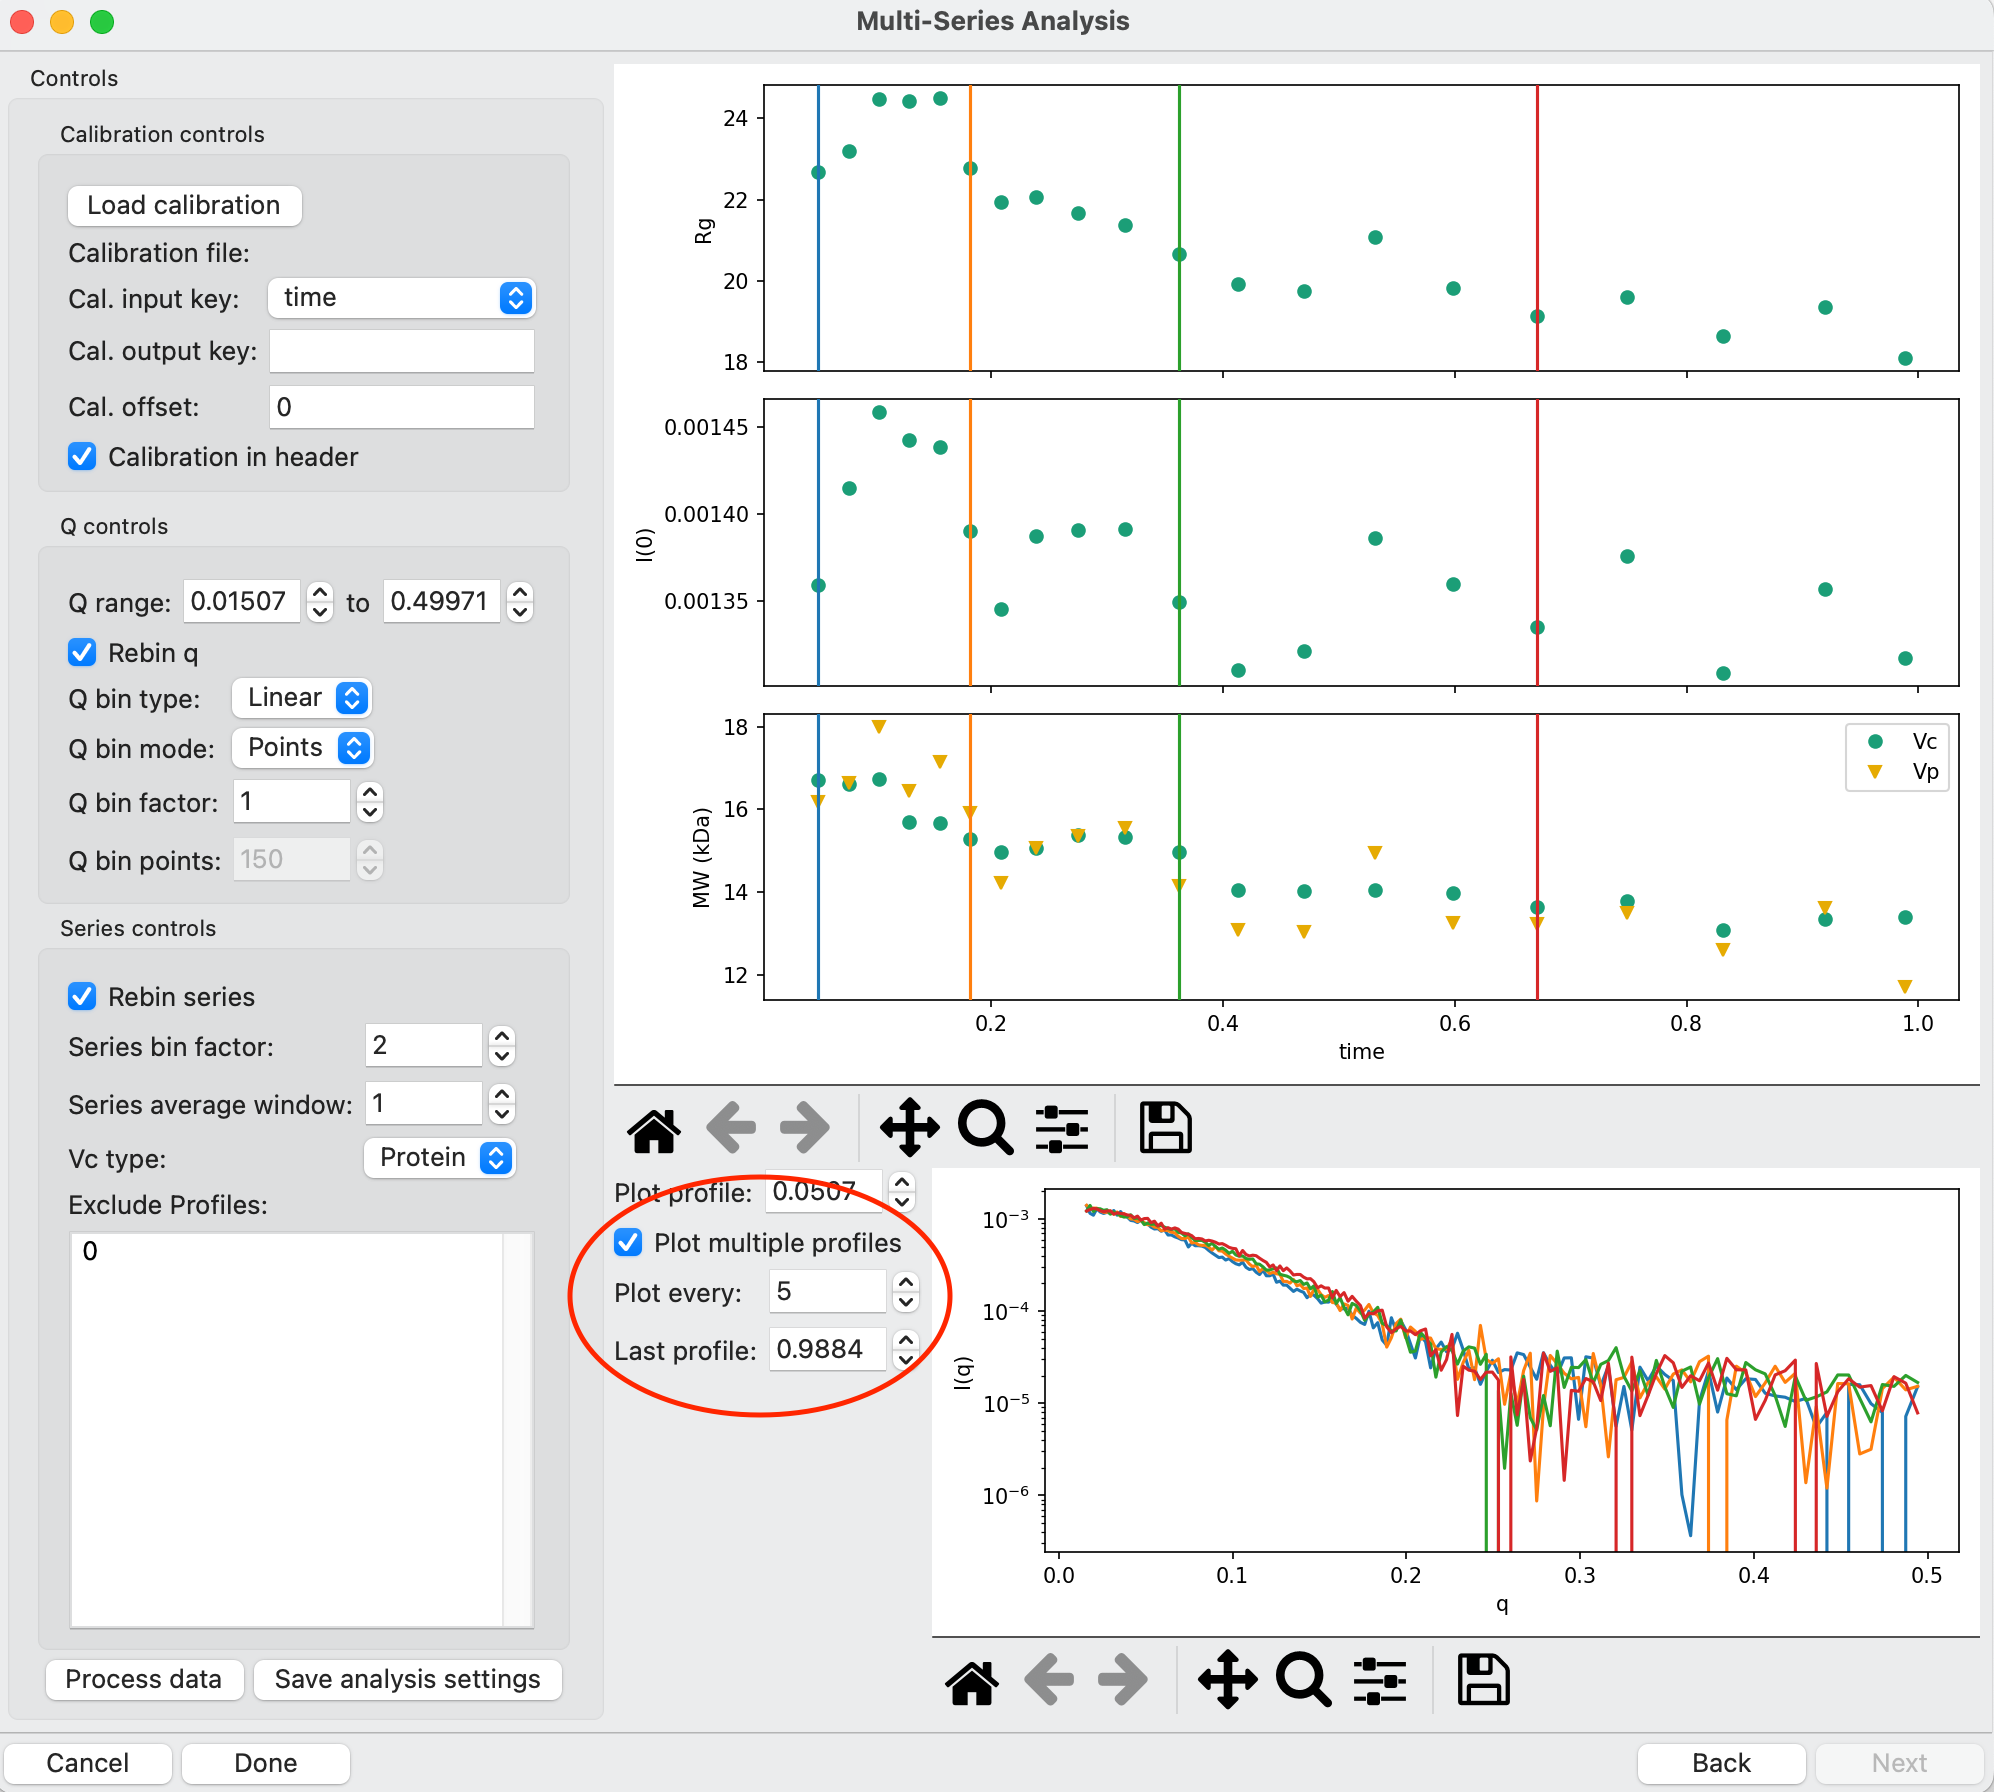 Multi-Series Analysis
Controls
Calibration controls
Load calibration
Calibration file:
Cal. input key: time
Cal. output key:
Cal. offset: 0
Calibration in header
Q controls
Q range: 0.01507 to 0.49971
Rebin q
Q bin type: Linear
Q bin mode: Points
Q bin factor: 1
Q bin points: 150
Series controls
Rebin series
Series bin factor: 2
Series average window: 1
Vc type: Protein
Exclude Profiles:
0
Process data Save analysis settings
24
22
20
18
Rg
0.00145
0.00140
0.00135
I(0)
18
16
14
12
MW (kDa)
Vc
Vp
0.2 0.4 0.6 0.8 1.0
time
Plot profile: 0.0507
Plot multiple profiles
Plot every: 5
Last profile: 0.9884
10⁻³
10⁻⁴
10⁻⁵
10⁻⁶
I(q)
0.0 0.1 0.2 0.3 0.4 0.5
q
Cancel Done Back Next